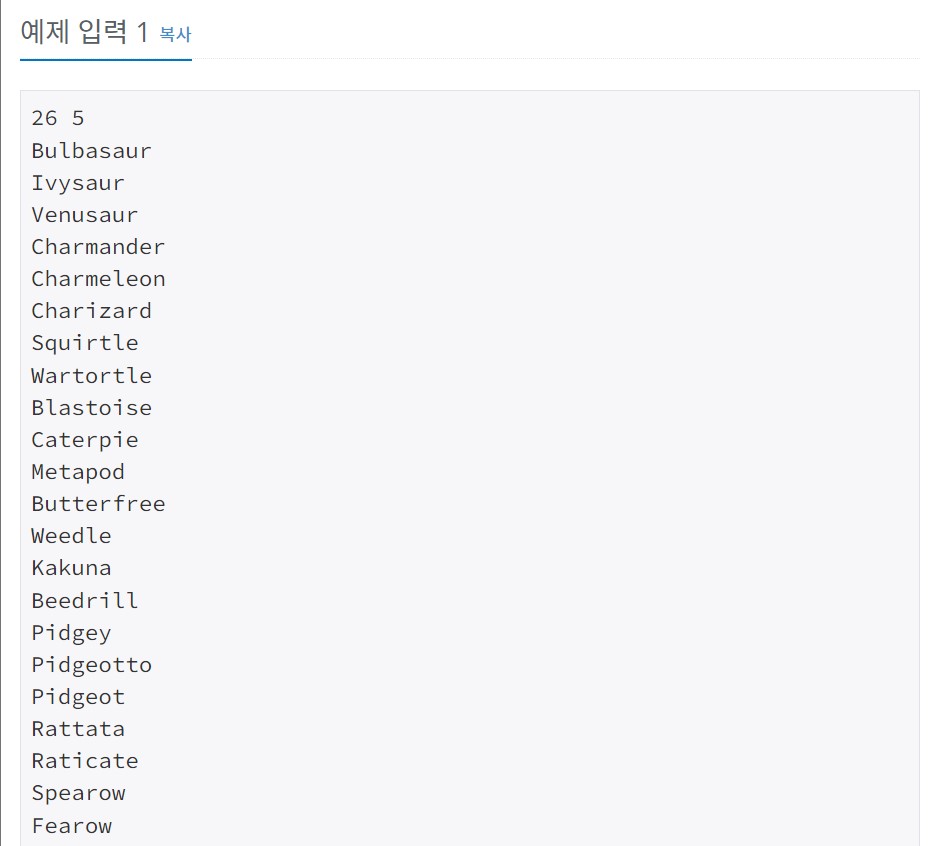 예제 입력 1 복사
26 5
Bulbasaur
Ivysaur
Venusaur
Charmander
Charmeleon
Charizard
Squirtle
Wartortle
Blastoise
Caterpie
Metapod
Butterfree
Weedle
Kakuna
Beedrill
Pidgey
Pidgeotto
Pidgeot
Rattata
Raticate
Spearow
Fearow